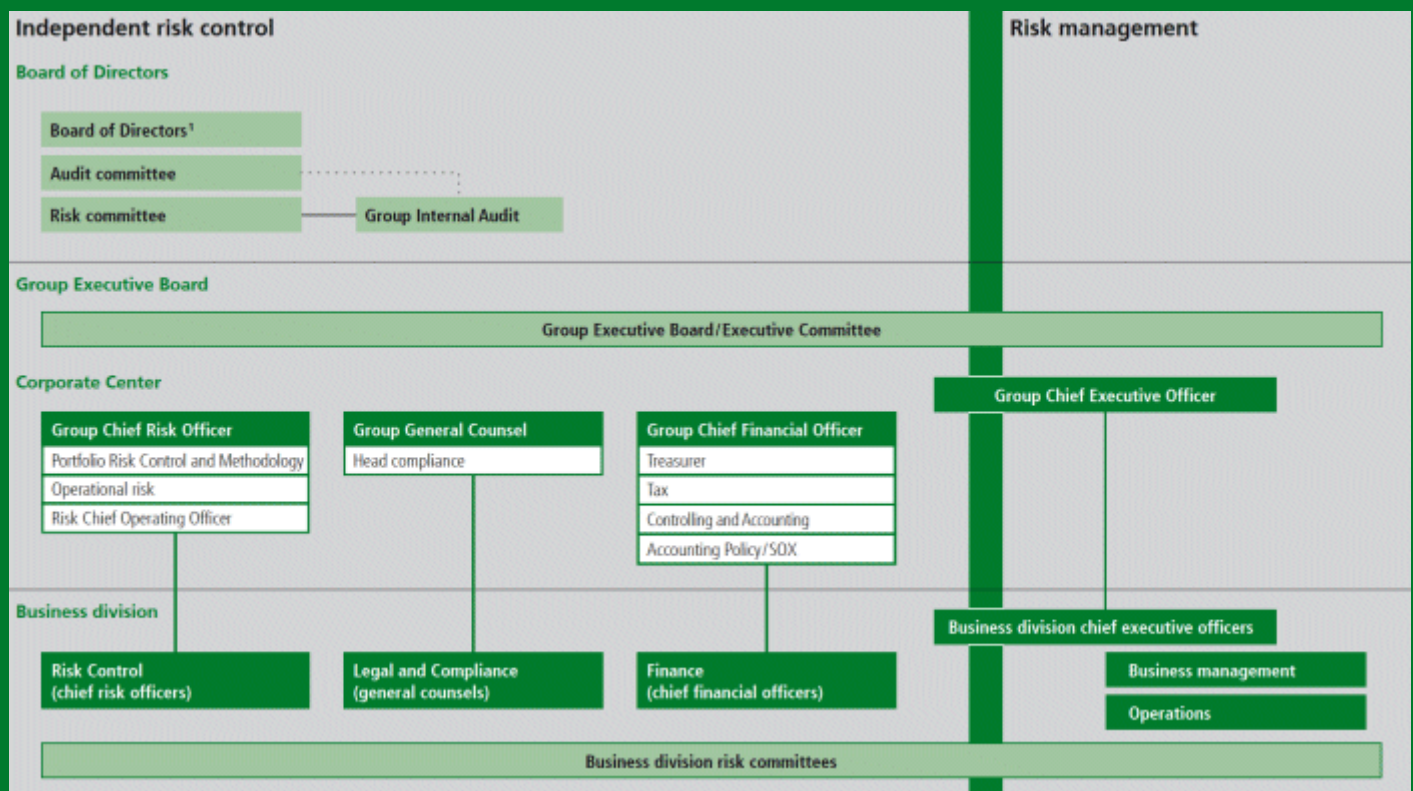 Independent risk control
Risk management
Board of Directors
Board of Directors¹
Audit committee
Risk committee
Group Internal Audit
Group Executive Board
Group Executive Board/Executive Committee
Corporate Center
Group Chief Executive Officer
Group Chief Risk Officer
Portfolio Risk Control and Methodology
Operational risk
Risk Chief Operating Officer
Group General Counsel
Head compliance
Group Chief Financial Officer
Treasurer
Tax
Controlling and Accounting
Accounting Policy/SOX
Business division
Business division chief executive officers
Risk Control
(chief risk officers)
Legal and Compliance
(general counsels)
Finance
(chief financial officers)
Business management
Operations
Business division risk committees